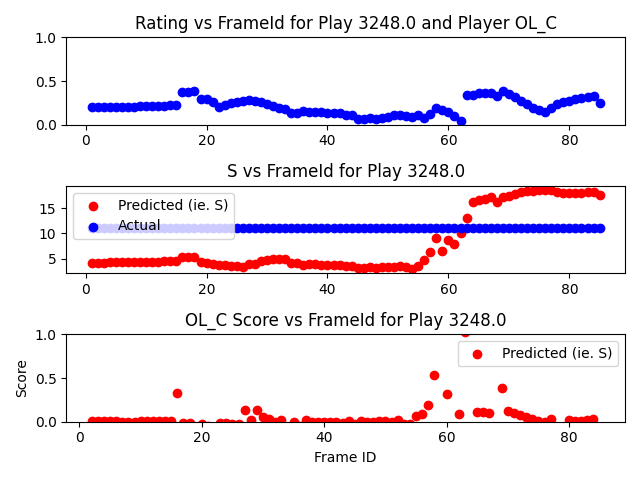 Rating vs FrameId for Play 3248.0 and Player OL_C
1.0
0.5
0.0
0 20 40 60 80
S vs FrameId for Play 3248.0
15
10
5
Predicted (ie. S)
Actual
0 20 40 60 80
OL_C Score vs FrameId for Play 3248.0
Score
1.0
0.5
0.0
Predicted (ie. S)
0 20 40 60 80
Frame ID